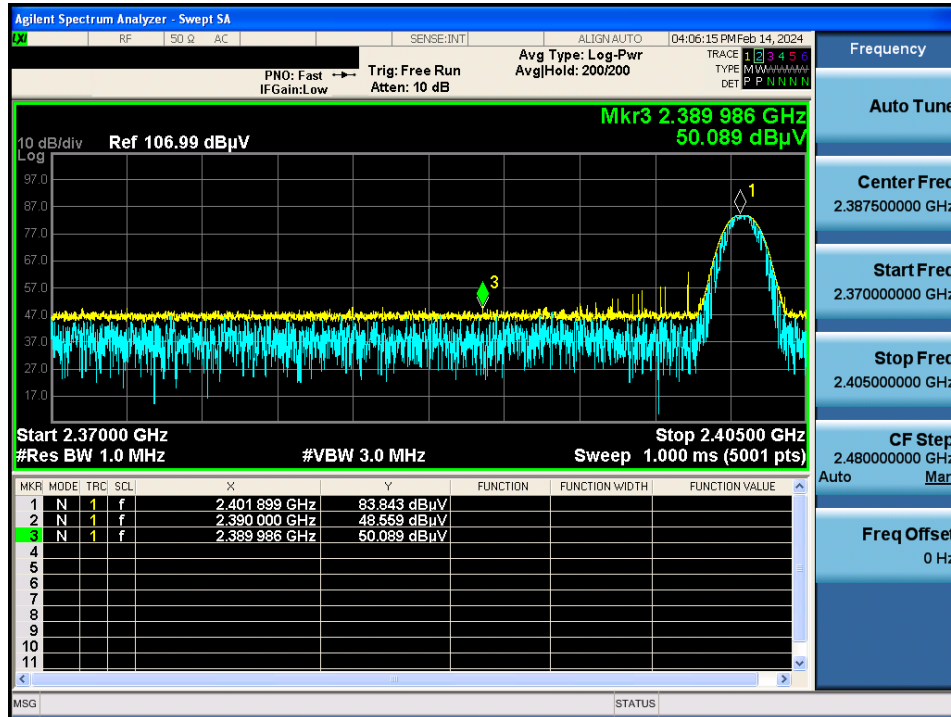 Agilent Spectrum Analyzer - Swept SA
LXI RF 50 Ω AC SENSE:INT ALIGN AUTO 04:06:15 PM Feb 14, 2024
PNO: Fast Trig: Free Run Avg Type: Log-Pwr TRACE 1 2 3 4 5 6
IFGain:Low Atten: 10 dB Avg|Hold: 200/200 TYPE M W
DET P P N N N N
Mkr3 2.389 986 GHz
50.089 dBµV
10 dB/div Ref 106.99 dBµV
Log
97.0
87.0
77.0
67.0
57.0
47.0
37.0
27.0
17.0
1
3
Start 2.37000 GHz Stop 2.40500 GHz
#Res BW 1.0 MHz #VBW 3.0 MHz Sweep 1.000 ms (5001 pts)
MKR MODE TRC SCL X Y FUNCTION FUNCTION WIDTH FUNCTION VALUE
1 N 1 f 2.401 899 GHz 83.843 dBµV
2 N 1 f 2.390 000 GHz 48.559 dBµV
3 N 1 f 2.389 986 GHz 50.089 dBµV
4
5
6
7
8
9
10
11
MSG STATUS
Frequency
Auto Tune
Center Freq
2.387500000 GHz
Start Freq
2.370000000 GHz
Stop Freq
2.405000000 GHz
CF Step
2.480000000 GHz
Auto Man
Freq Offset
0 Hz